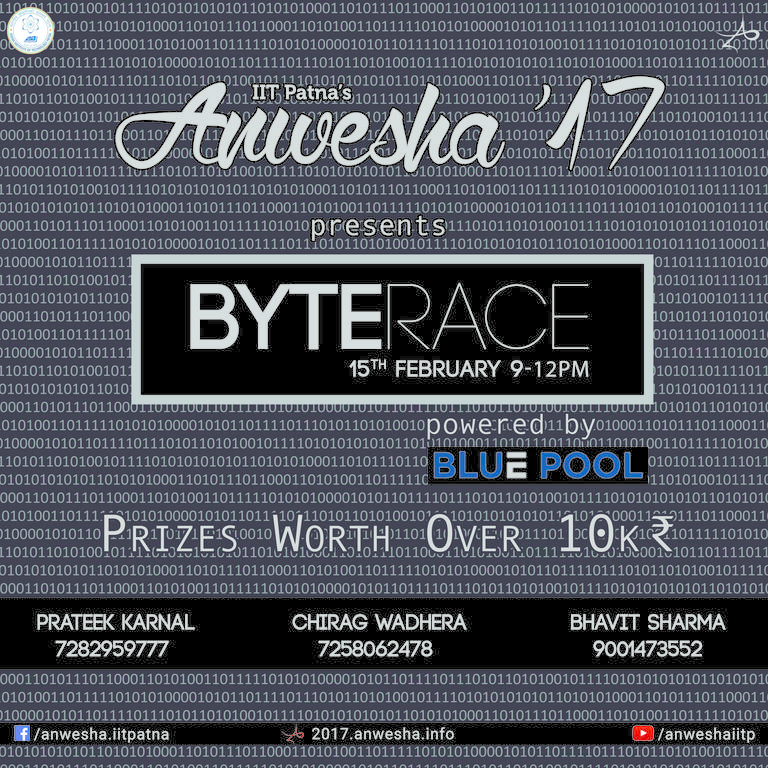 IIT Patna's
Anwesha '17
presents
BYTERACE
15TH FEBRUARY 9-12PM
powered by
BLUE POOL
PRIZES WORTH OVER 10K₹
PRATEEK KARNAL
7282959777
CHIRAG WADHERA
7258062478
BHAVIT SHARMA
9001473552
/anwesha.iitpatna
2017.anwesha.info
/anweshaiitp